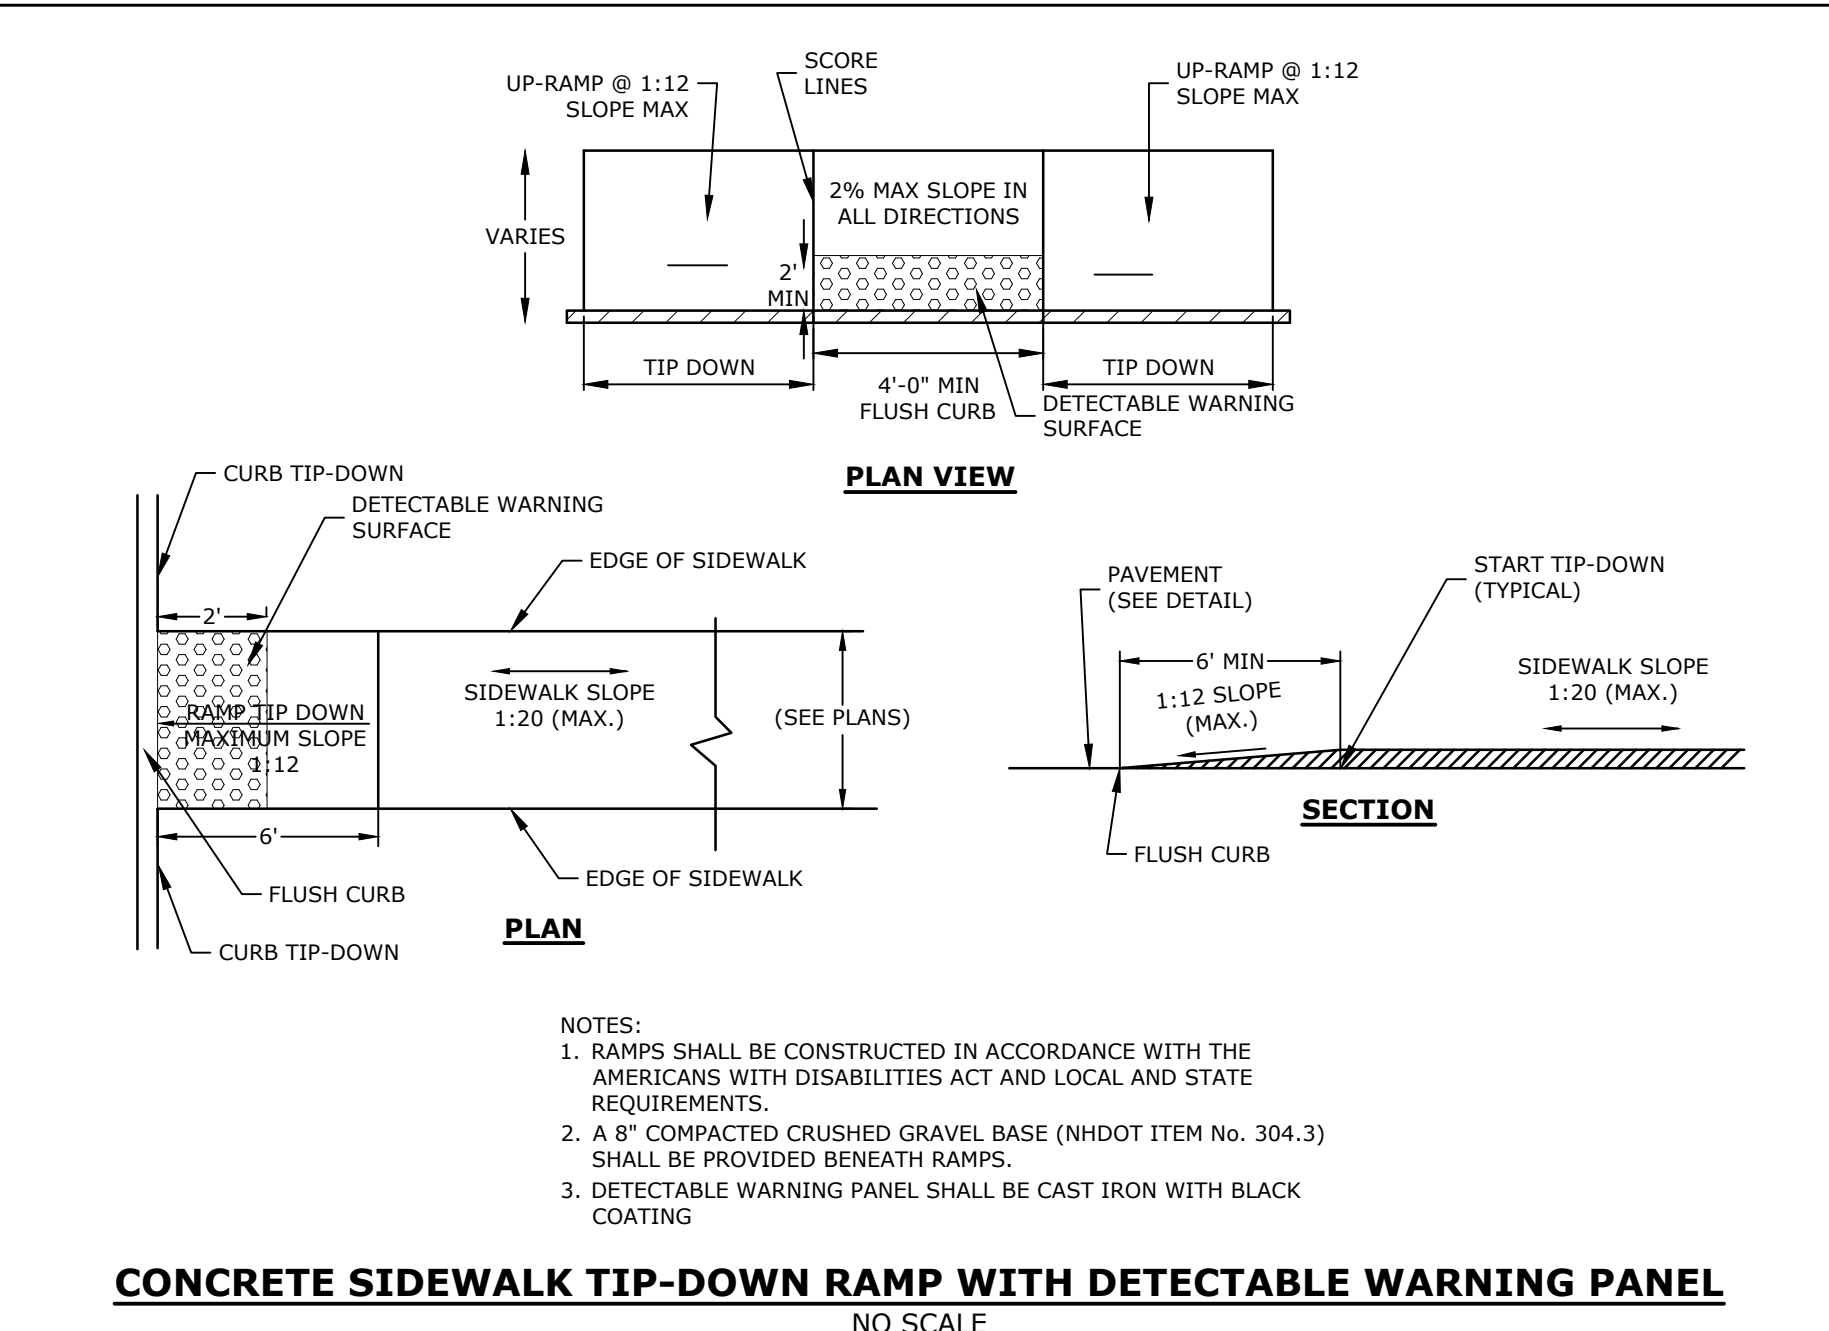 UP-RAMP @ 1:12
SLOPE MAX
SCORE
LINES
UP-RAMP @ 1:12
SLOPE MAX
2% MAX SLOPE IN
ALL DIRECTIONS
VARIES
2'
MIN
TIP DOWN
4'-0" MIN
FLUSH CURB
TIP DOWN
DETECTABLE WARNING
SURFACE
PLAN VIEW
CURB TIP-DOWN
DETECTABLE WARNING
SURFACE
EDGE OF SIDEWALK
2'
RAMP TIP DOWN
MAXIMUM SLOPE
1:12
SIDEWALK SLOPE
1:20 (MAX.)
(SEE PLANS)
6'
FLUSH CURB
EDGE OF SIDEWALK
CURB TIP-DOWN
PLAN
PAVEMENT
(SEE DETAIL)
START TIP-DOWN
(TYPICAL)
6' MIN
1:12 SLOPE
(MAX.)
SIDEWALK SLOPE
1:20 (MAX.)
SECTION
FLUSH CURB
NOTES:
1. RAMPS SHALL BE CONSTRUCTED IN ACCORDANCE WITH THE
AMERICANS WITH DISABILITIES ACT AND LOCAL AND STATE
REQUIREMENTS.
2. A 8" COMPACTED CRUSHED GRAVEL BASE (NHDOT ITEM No. 304.3)
SHALL BE PROVIDED BENEATH RAMPS.
3. DETECTABLE WARNING PANEL SHALL BE CAST IRON WITH BLACK
COATING
CONCRETE SIDEWALK TIP-DOWN RAMP WITH DETECTABLE WARNING PANEL
NO SCALE